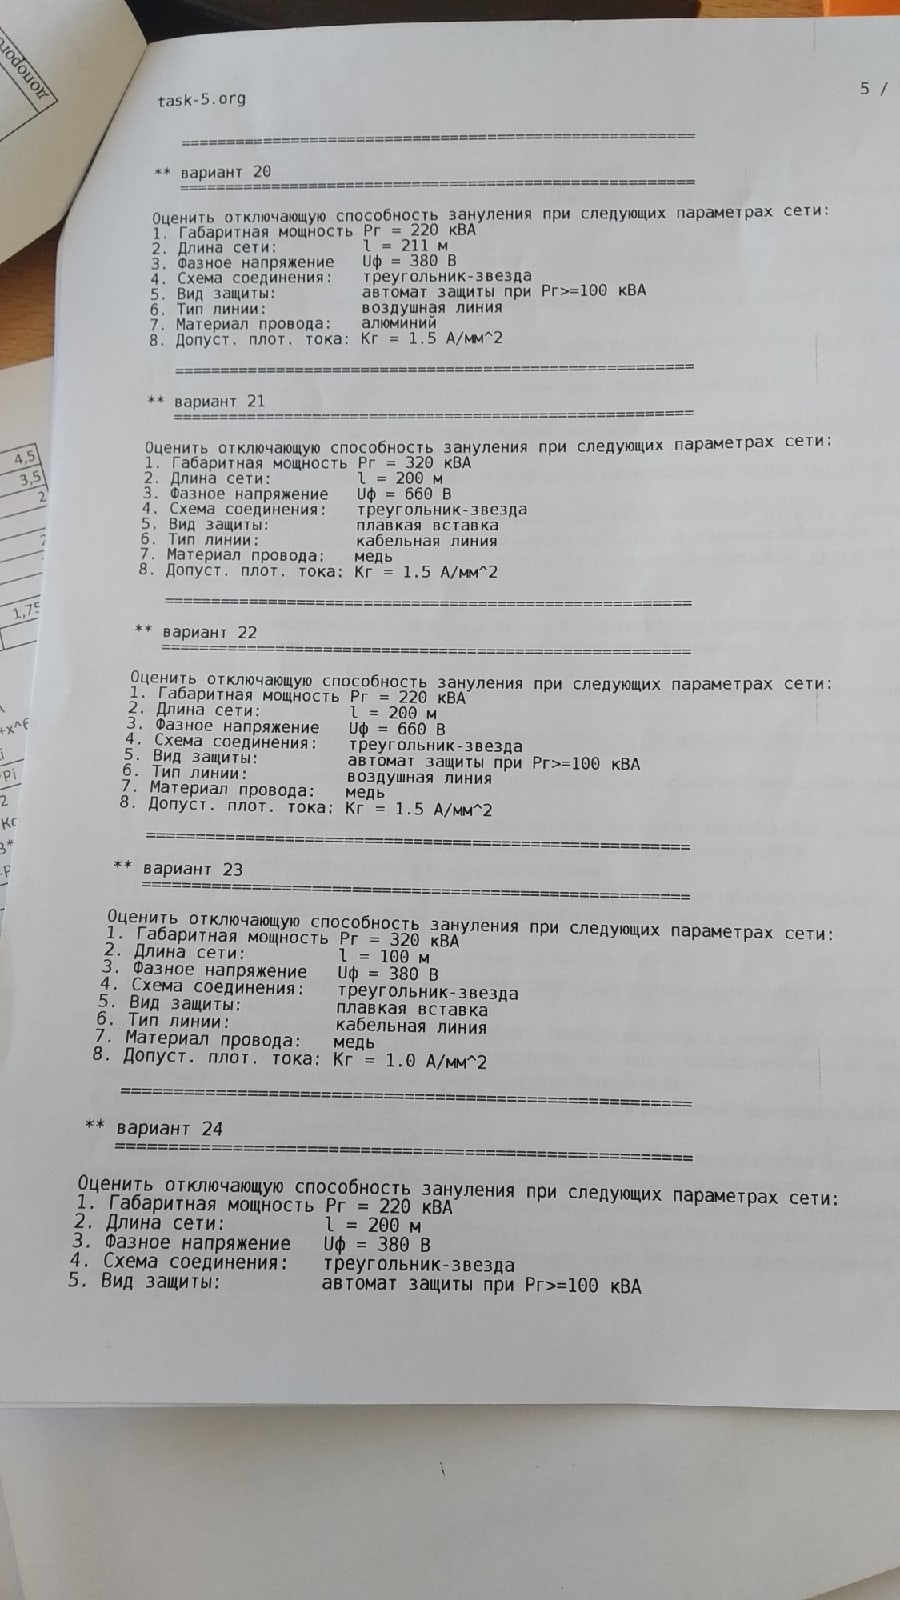 допорого
task-5.org
5 /
==========================================================
** вариант 20
==========================================================
Оценить отключающую способность зануления при следующих параметрах сети:
1. Габаритная мощность Pг = 220 кВА
2. Длина сети: l = 211 м
3. Фазное напряжение Uф = 380 В
4. Схема соединения: треугольник-звезда
5. Вид защиты: автомат защиты при Pг>=100 кВА
6. Тип линии: воздушная линия
7. Материал провода: алюминий
8. Допуст. плот. тока: Кг = 1.5 А/мм^2
==========================================================
** вариант 21
==========================================================
Оценить отключающую способность зануления при следующих параметрах сети:
1. Габаритная мощность Pг = 320 кВА
2. Длина сети: l = 200 м
3. Фазное напряжение Uф = 660 В
4. Схема соединения: треугольник-звезда
5. Вид защиты: плавкая вставка
6. Тип линии: кабельная линия
7. Материал провода: медь
8. Допуст. плот. тока: Кг = 1.5 А/мм^2
==========================================================
** вариант 22
==========================================================
Оценить отключающую способность зануления при следующих параметрах сети:
1. Габаритная мощность Pг = 220 кВА
2. Длина сети: l = 200 м
3. Фазное напряжение Uф = 660 В
4. Схема соединения: треугольник-звезда
5. Вид защиты: автомат защиты при Pг>=100 кВА
6. Тип линии: воздушная линия
7. Материал провода: медь
8. Допуст. плот. тока: Кг = 1.5 А/мм^2
==========================================================
** вариант 23
==========================================================
Оценить отключающую способность зануления при следующих параметрах сети:
1. Габаритная мощность Pг = 320 кВА
2. Длина сети: l = 100 м
3. Фазное напряжение Uф = 380 В
4. Схема соединения: треугольник-звезда
5. Вид защиты: плавкая вставка
6. Тип линии: кабельная линия
7. Материал провода: медь
8. Допуст. плот. тока: Кг = 1.0 А/мм^2
==========================================================
** вариант 24
==========================================================
Оценить отключающую способность зануления при следующих параметрах сети:
1. Габаритная мощность Pг = 220 кВА
2. Длина сети: l = 200 м
3. Фазное напряжение Uф = 380 В
4. Схема соединения: треугольник-звезда
5. Вид защиты: автомат защиты при Pг>=100 кВА
4,5
3,5
2
2
1,75